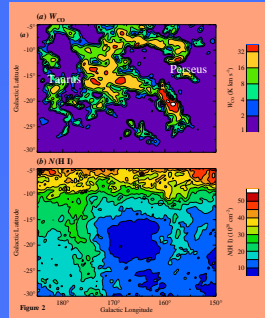 (a) W_CO
(a)
-5°
-10°
-15°
-20°
-25°
-30°
Galactic Latitude
Taurus
Perseus
32
16
8
4
2
1
W_CO (K km s⁻¹)
(b) N(H I)
-5°
-10°
-15°
-20°
-25°
-30°
Galactic Latitude
50
40
30
20
10
N(H I) (10²⁰ cm⁻²)
180°
170°
160°
150°
Figure 2
Galactic Longitude